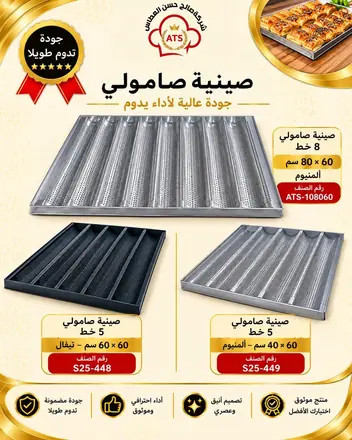 شركة صالح حسن العطاس
ATS
جودة
تدوم طويلا
صينية صامولي
جودة عالية لأداء يدوم
صينية صامولي
8 خط
60 × 80 سم
ألمنيوم
رقم الصنف
ATS-108060
صينية صامولي
5 خط
60 × 60 سم – تيفال
رقم الصنف
S25-448
صينية صامولي
5 خط
60 × 40 سم – ألمنيوم
رقم الصنف
S25-449
منتج موثوق
اختيارك الأفضل
تصميم أنيق
وعصري
أداء احترافي
وموثوق
جودة مضمونة
تدوم طويلا